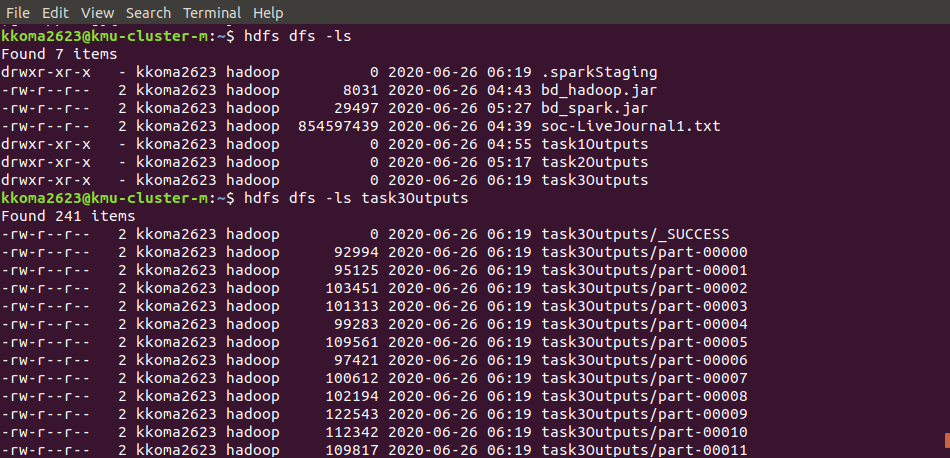 File Edit View Search Terminal Help
kkoma2623@kmu-cluster-m:~$ hdfs dfs -ls
Found 7 items
drwxr-xr-x   - kkoma2623 hadoop          0 2020-06-26 06:19 .sparkStaging
-rw-r--r--   2 kkoma2623 hadoop       8031 2020-06-26 04:43 bd_hadoop.jar
-rw-r--r--   2 kkoma2623 hadoop      29497 2020-06-26 05:27 bd_spark.jar
-rw-r--r--   2 kkoma2623 hadoop  854597439 2020-06-26 04:39 soc-LiveJournal1.txt
drwxr-xr-x   - kkoma2623 hadoop          0 2020-06-26 04:55 task1Outputs
drwxr-xr-x   - kkoma2623 hadoop          0 2020-06-26 05:17 task2Outputs
drwxr-xr-x   - kkoma2623 hadoop          0 2020-06-26 06:19 task3Outputs
kkoma2623@kmu-cluster-m:~$ hdfs dfs -ls task3Outputs
Found 241 items
-rw-r--r--   2 kkoma2623 hadoop          0 2020-06-26 06:19 task3Outputs/_SUCCESS
-rw-r--r--   2 kkoma2623 hadoop      92994 2020-06-26 06:19 task3Outputs/part-00000
-rw-r--r--   2 kkoma2623 hadoop      95125 2020-06-26 06:19 task3Outputs/part-00001
-rw-r--r--   2 kkoma2623 hadoop     103451 2020-06-26 06:19 task3Outputs/part-00002
-rw-r--r--   2 kkoma2623 hadoop     101313 2020-06-26 06:19 task3Outputs/part-00003
-rw-r--r--   2 kkoma2623 hadoop      99283 2020-06-26 06:19 task3Outputs/part-00004
-rw-r--r--   2 kkoma2623 hadoop     109561 2020-06-26 06:19 task3Outputs/part-00005
-rw-r--r--   2 kkoma2623 hadoop      97421 2020-06-26 06:19 task3Outputs/part-00006
-rw-r--r--   2 kkoma2623 hadoop     100612 2020-06-26 06:19 task3Outputs/part-00007
-rw-r--r--   2 kkoma2623 hadoop     102194 2020-06-26 06:19 task3Outputs/part-00008
-rw-r--r--   2 kkoma2623 hadoop     122543 2020-06-26 06:19 task3Outputs/part-00009
-rw-r--r--   2 kkoma2623 hadoop     112342 2020-06-26 06:19 task3Outputs/part-00010
-rw-r--r--   2 kkoma2623 hadoop     109817 2020-06-26 06:19 task3Outputs/part-00011